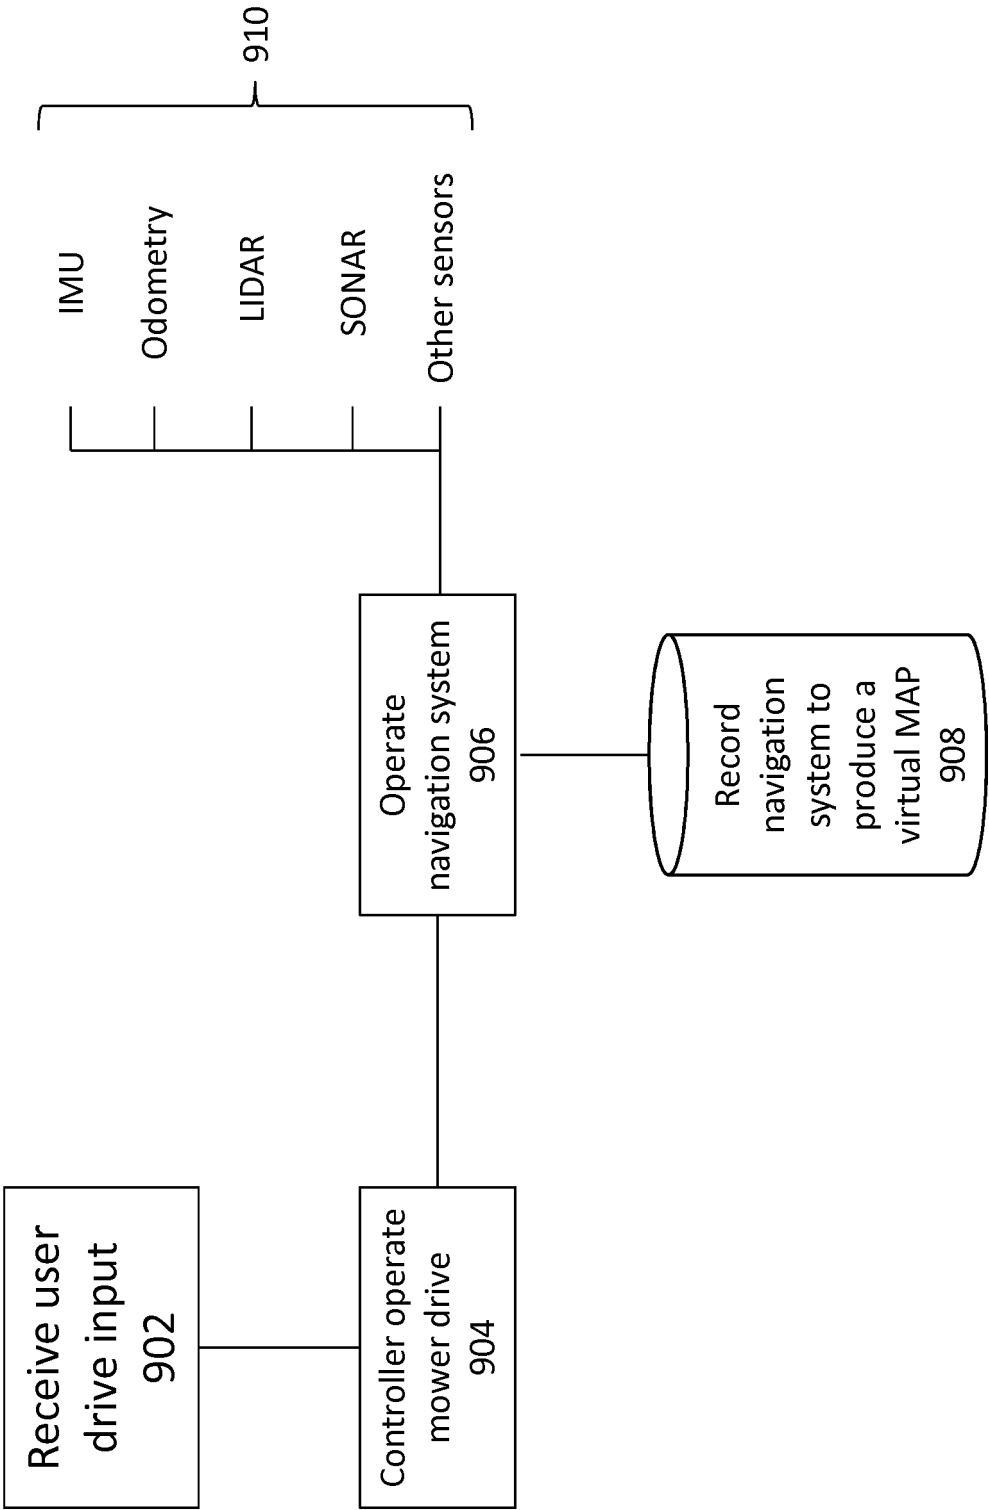 Receive user
drive input
902
Controller operate
mower drive
904
Operate
navigation system
906
Record
navigation
system to
produce a
virtual MAP
908
IMU
Odometry
LIDAR
SONAR
Other sensors
910